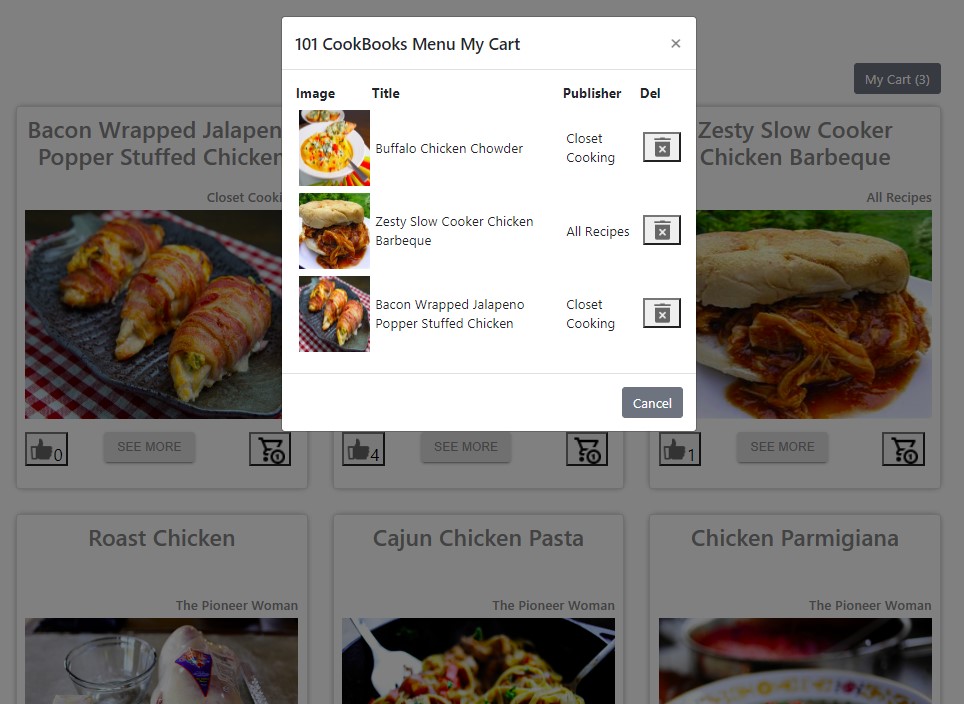 101 CookBooks Menu My Cart ×
My Cart (3)
Image Title Publisher Del
Buffalo Chicken Chowder
Closet
Cooking
Zesty Slow Cooker Chicken
Barbeque
All Recipes
Bacon Wrapped Jalapeno
Popper Stuffed Chicken
Closet
Cooking
Cancel
Bacon Wrapped Jalapen
Popper Stuffed Chicken
Closet Cooki
0 SEE MORE
4 SEE MORE
Zesty Slow Cooker
Chicken Barbeque
All Recipes
1 SEE MORE
Roast Chicken
The Pioneer Woman
Cajun Chicken Pasta
The Pioneer Woman
Chicken Parmigiana
The Pioneer Woman